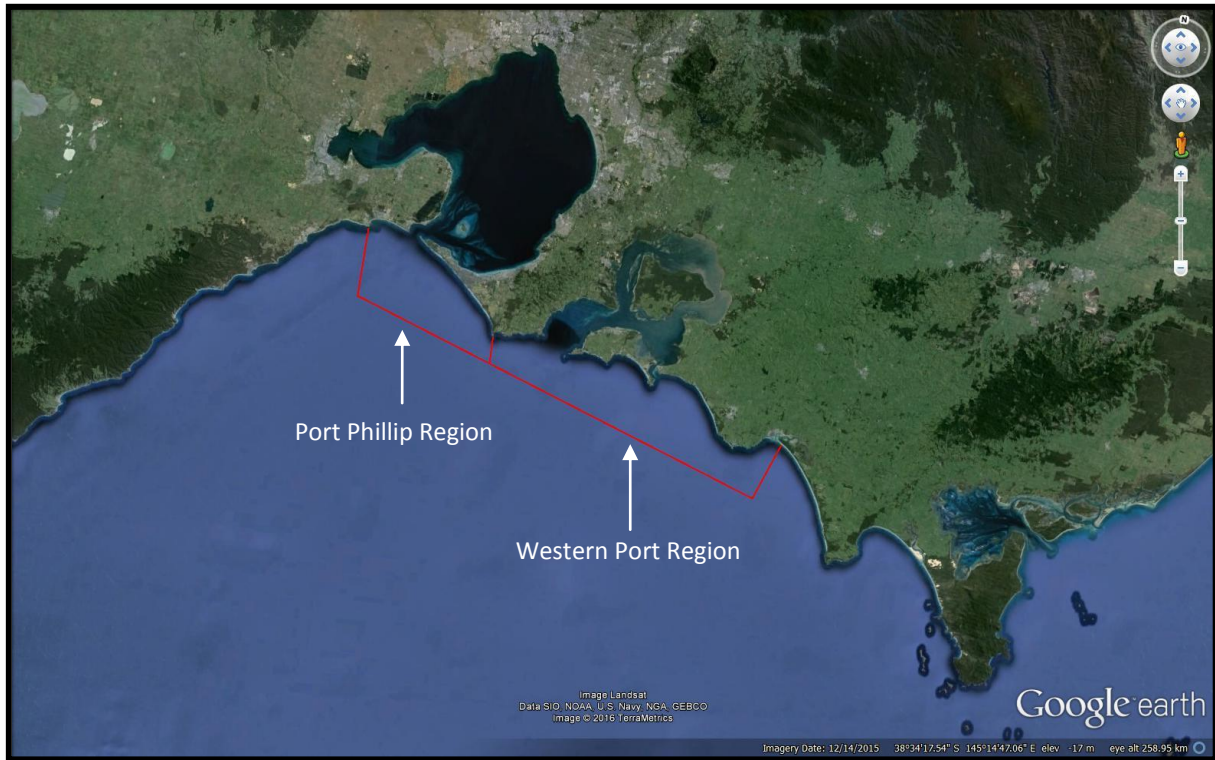 N
Port Phillip Region
Western Port Region
Image Landsat
Data SIO, NOAA, U.S. Navy, NGA, GEBCO
Image © 2016 TerraMetrics
Google earth
Imagery Date: 12/14/2015 38°34'17.54" S 145°14'47.06" E elev -17 m eye alt 258.95 km